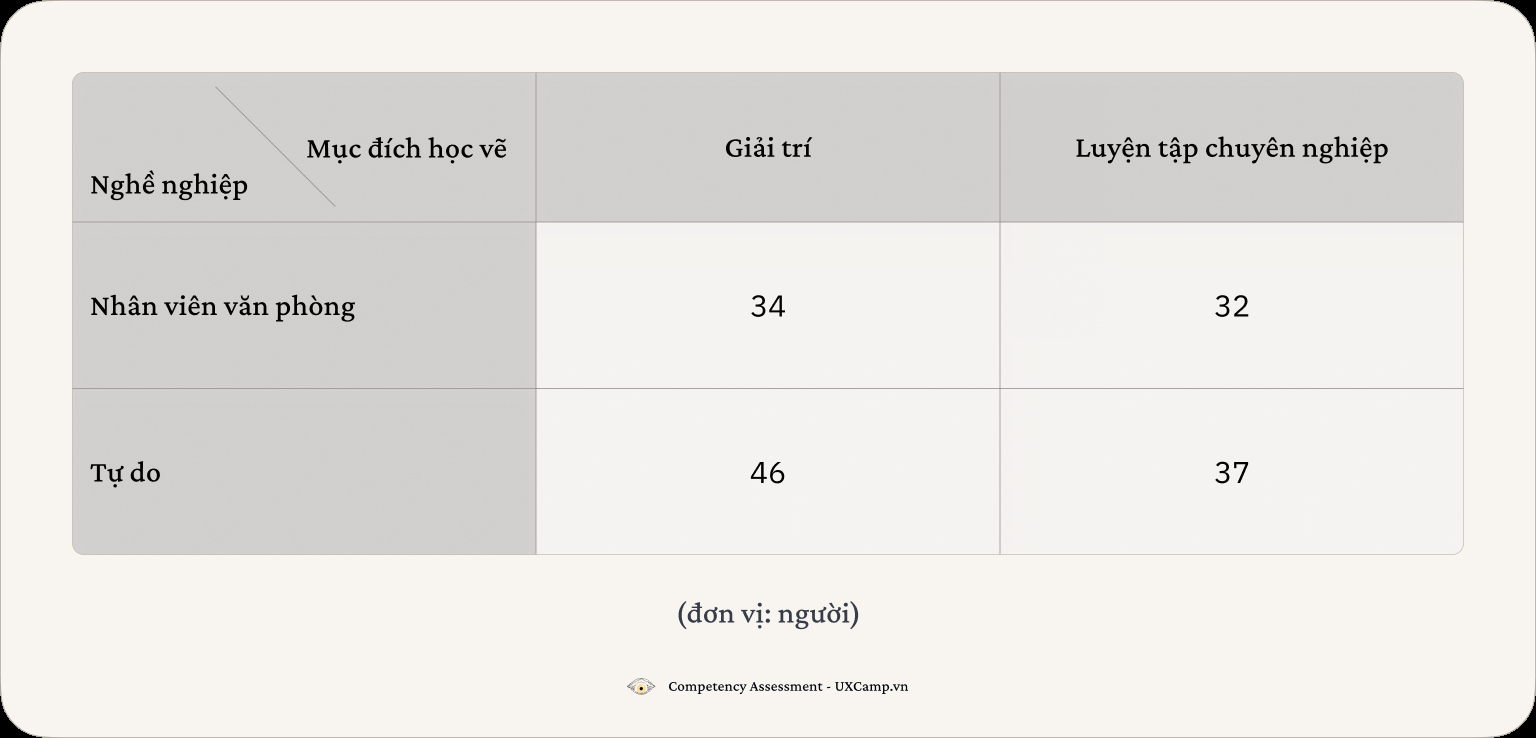 Mục đích học vẽ
Nghề nghiệp
Giải trí
Luyện tập chuyên nghiệp
Nhân viên văn phòng
34
32
Tự do
46
37
(đơn vị: người)
Competency Assessment - UXCamp.vn